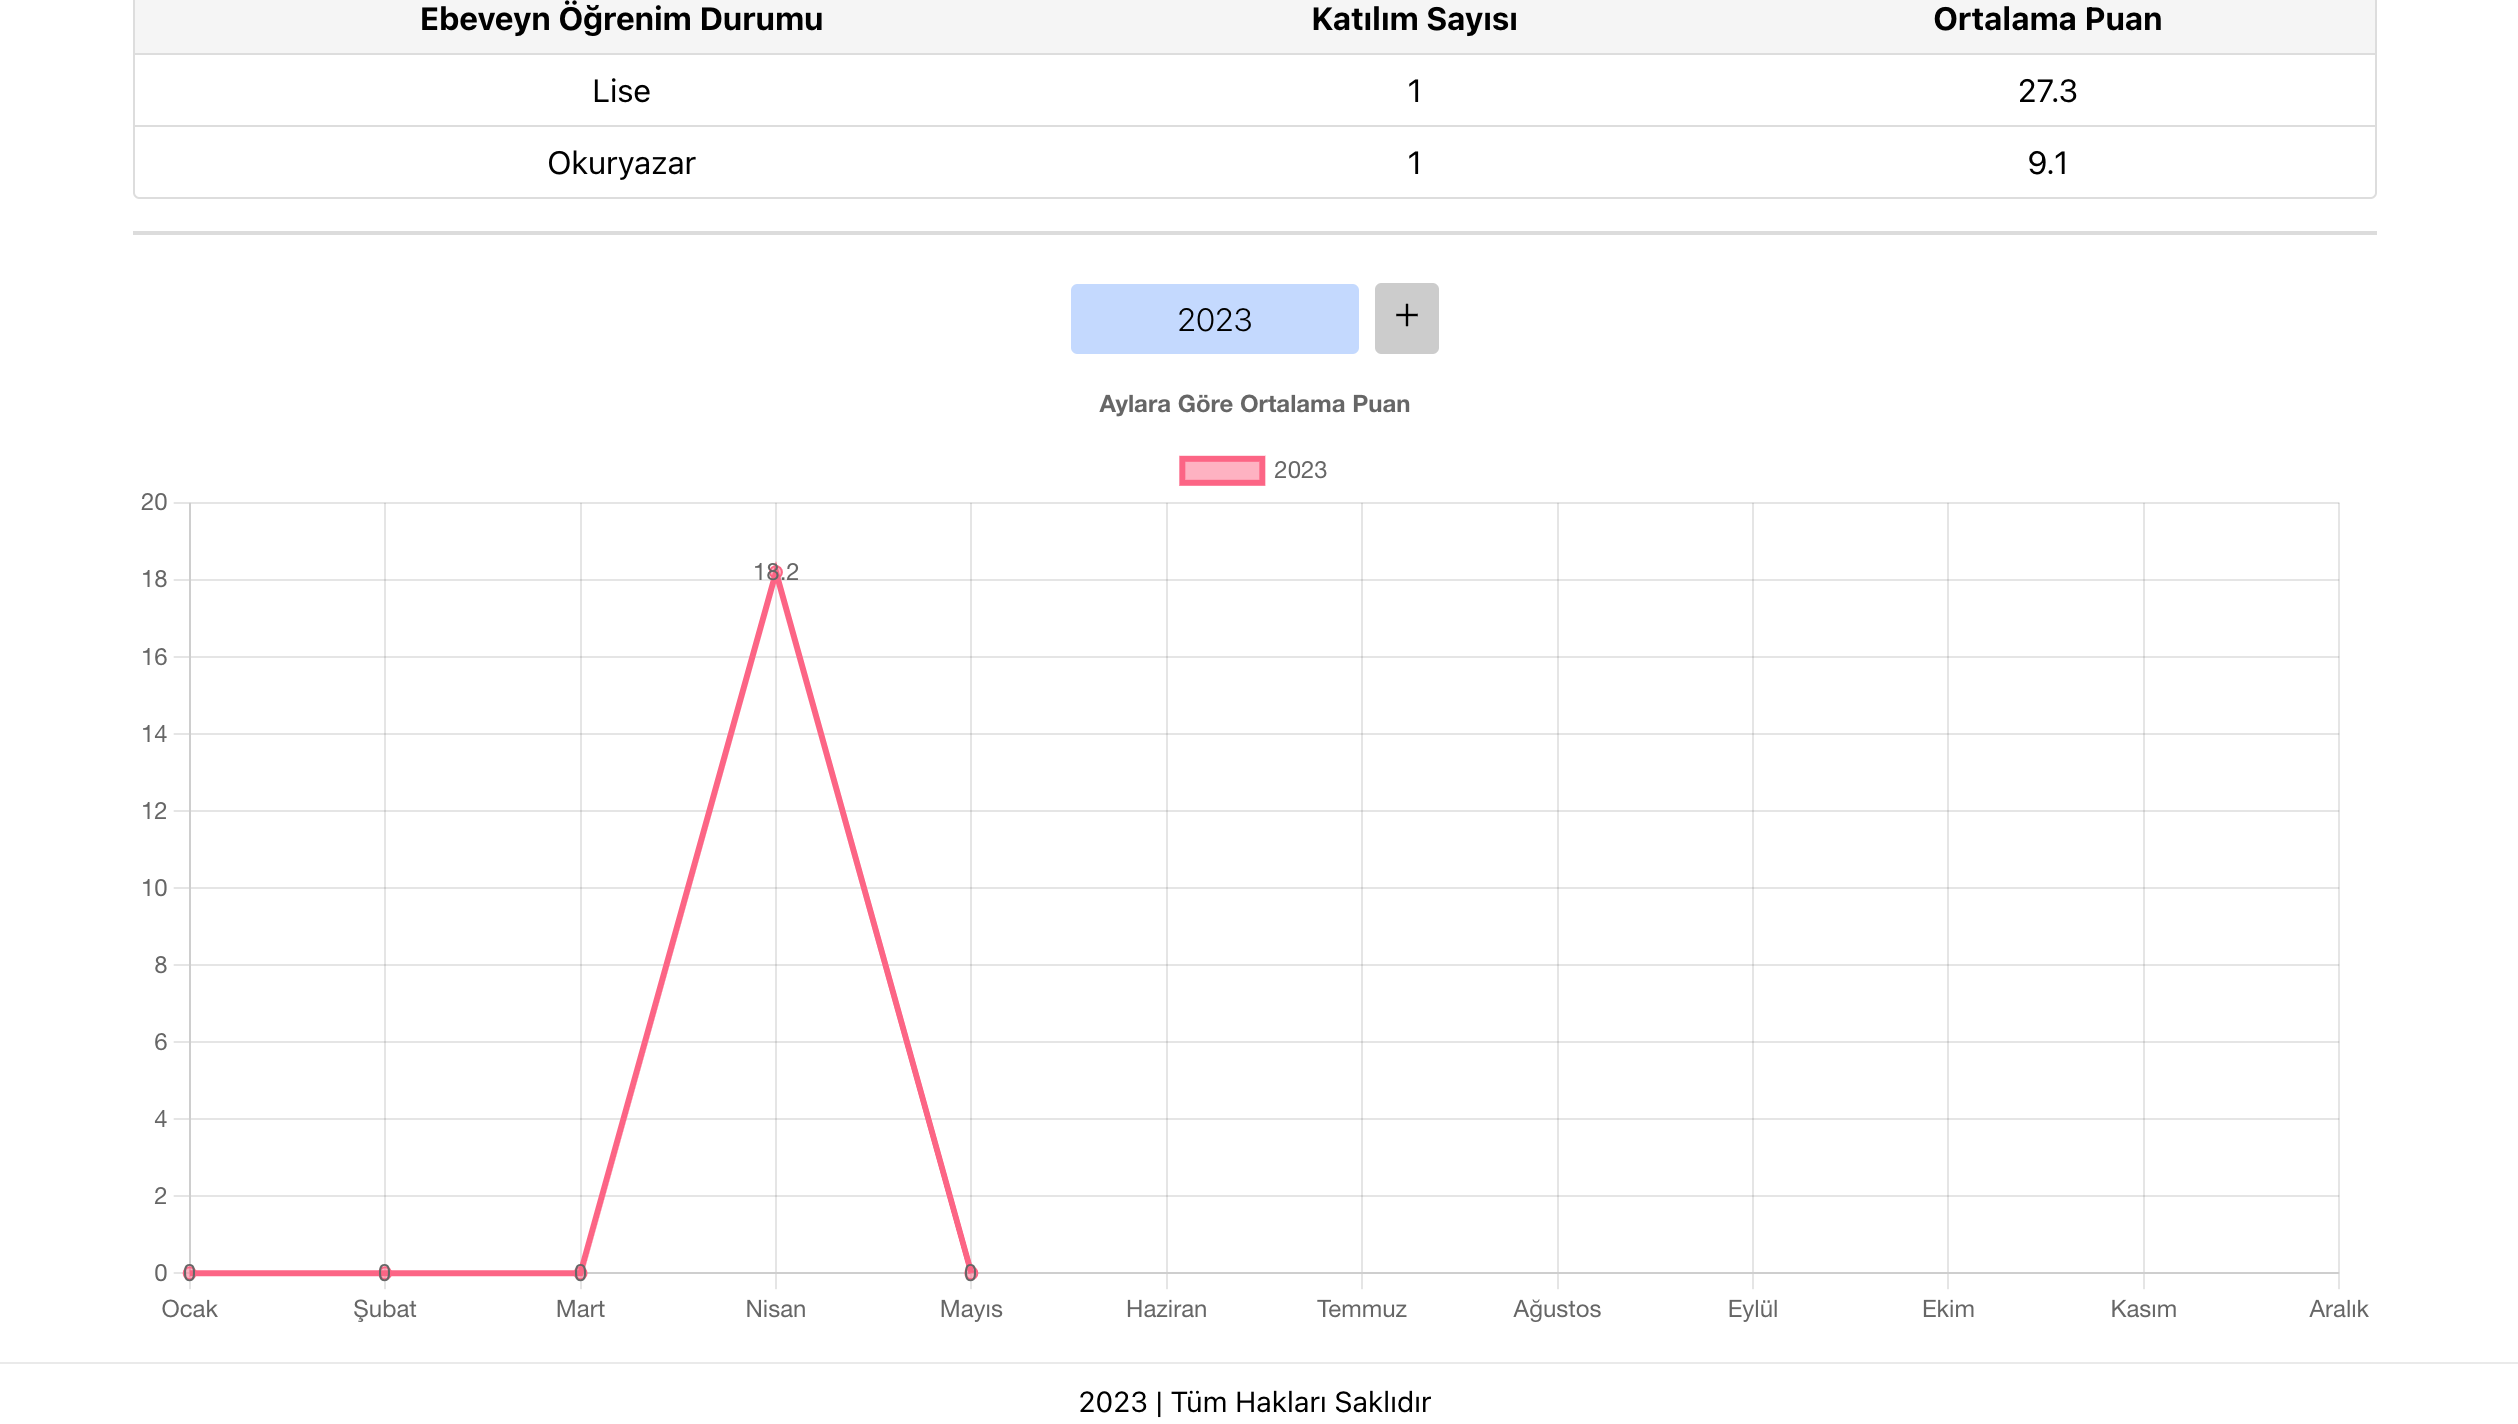 Ebeveyn Öğrenim Durumu Katılım Sayısı Ortalama Puan
Lise 1 27.3
Okuryazar 1 9.1
2023 +
Aylara Göre Ortalama Puan
2023
20
18.2
18
16
14
12
10
8
6
4
2
0 0 0 0 0
Ocak Şubat Mart Nisan Mayıs Haziran Temmuz Ağustos Eylül Ekim Kasım Aralık
2023 | Tüm Hakları Saklıdır